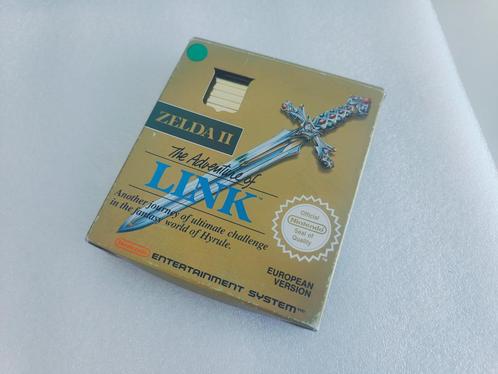 ZELDA II
The Adventure of
LINK
Another journey of ultimate challenge
in the fantasy world of Hyrule.
Official
Nintendo
Seal of
Quality
EUROPEAN
VERSION
Nintendo
ENTERTAINMENT SYSTEM™